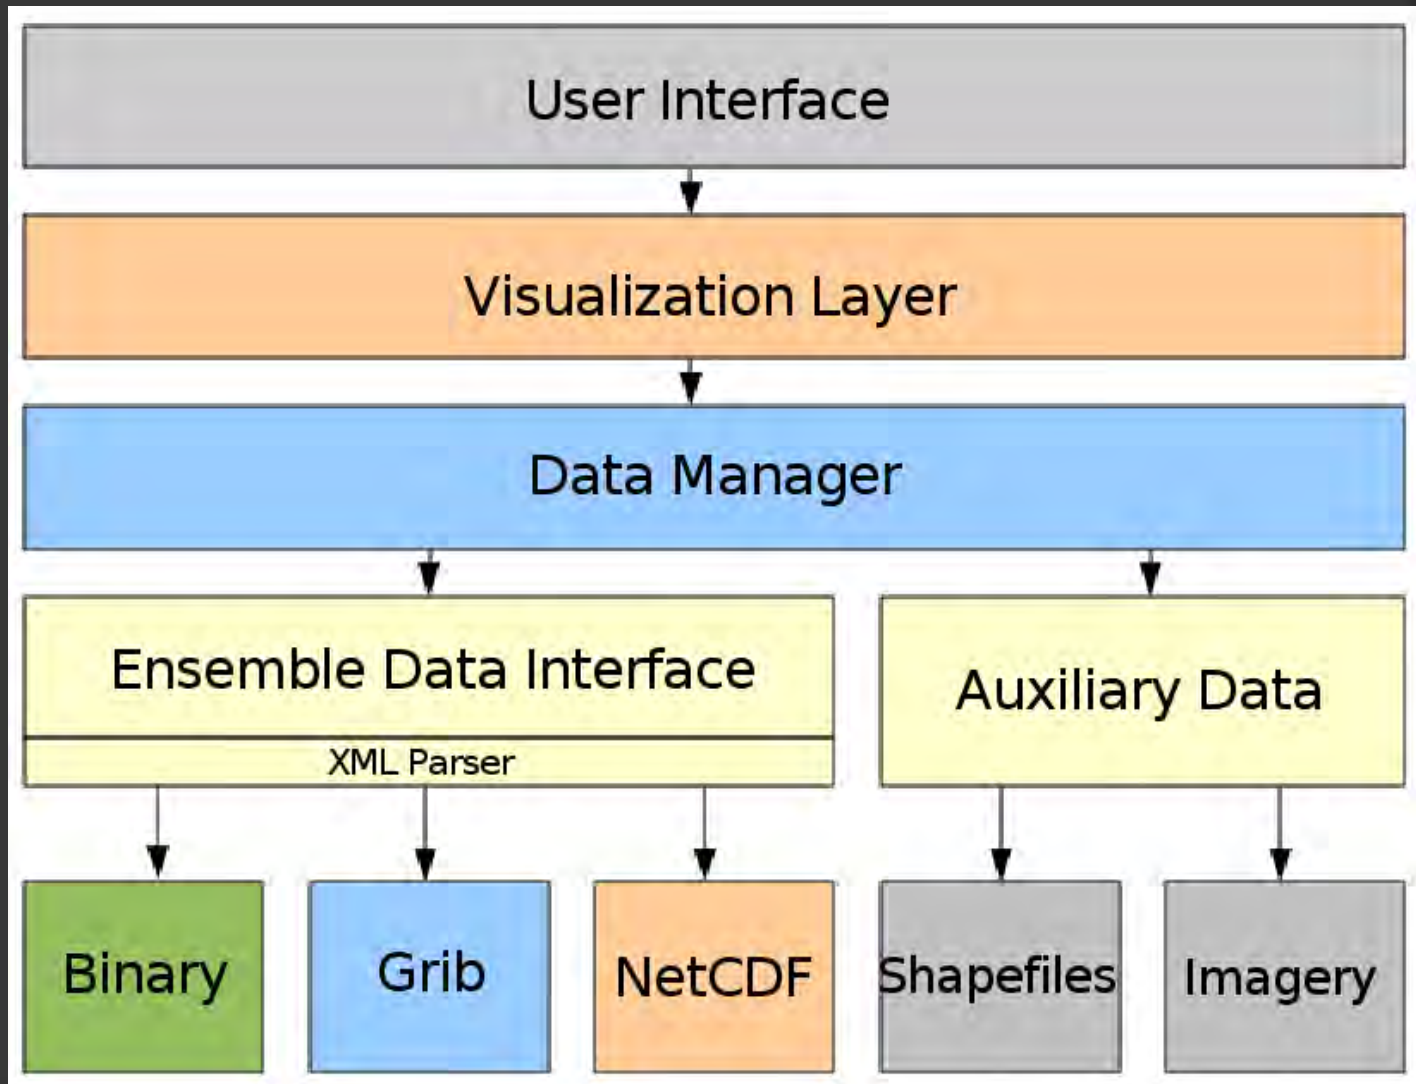 User Interface
Visualization Layer
Data Manager
Ensemble Data Interface
XML Parser
Auxiliary Data
Binary
Grib
NetCDF
Shapefiles
Imagery